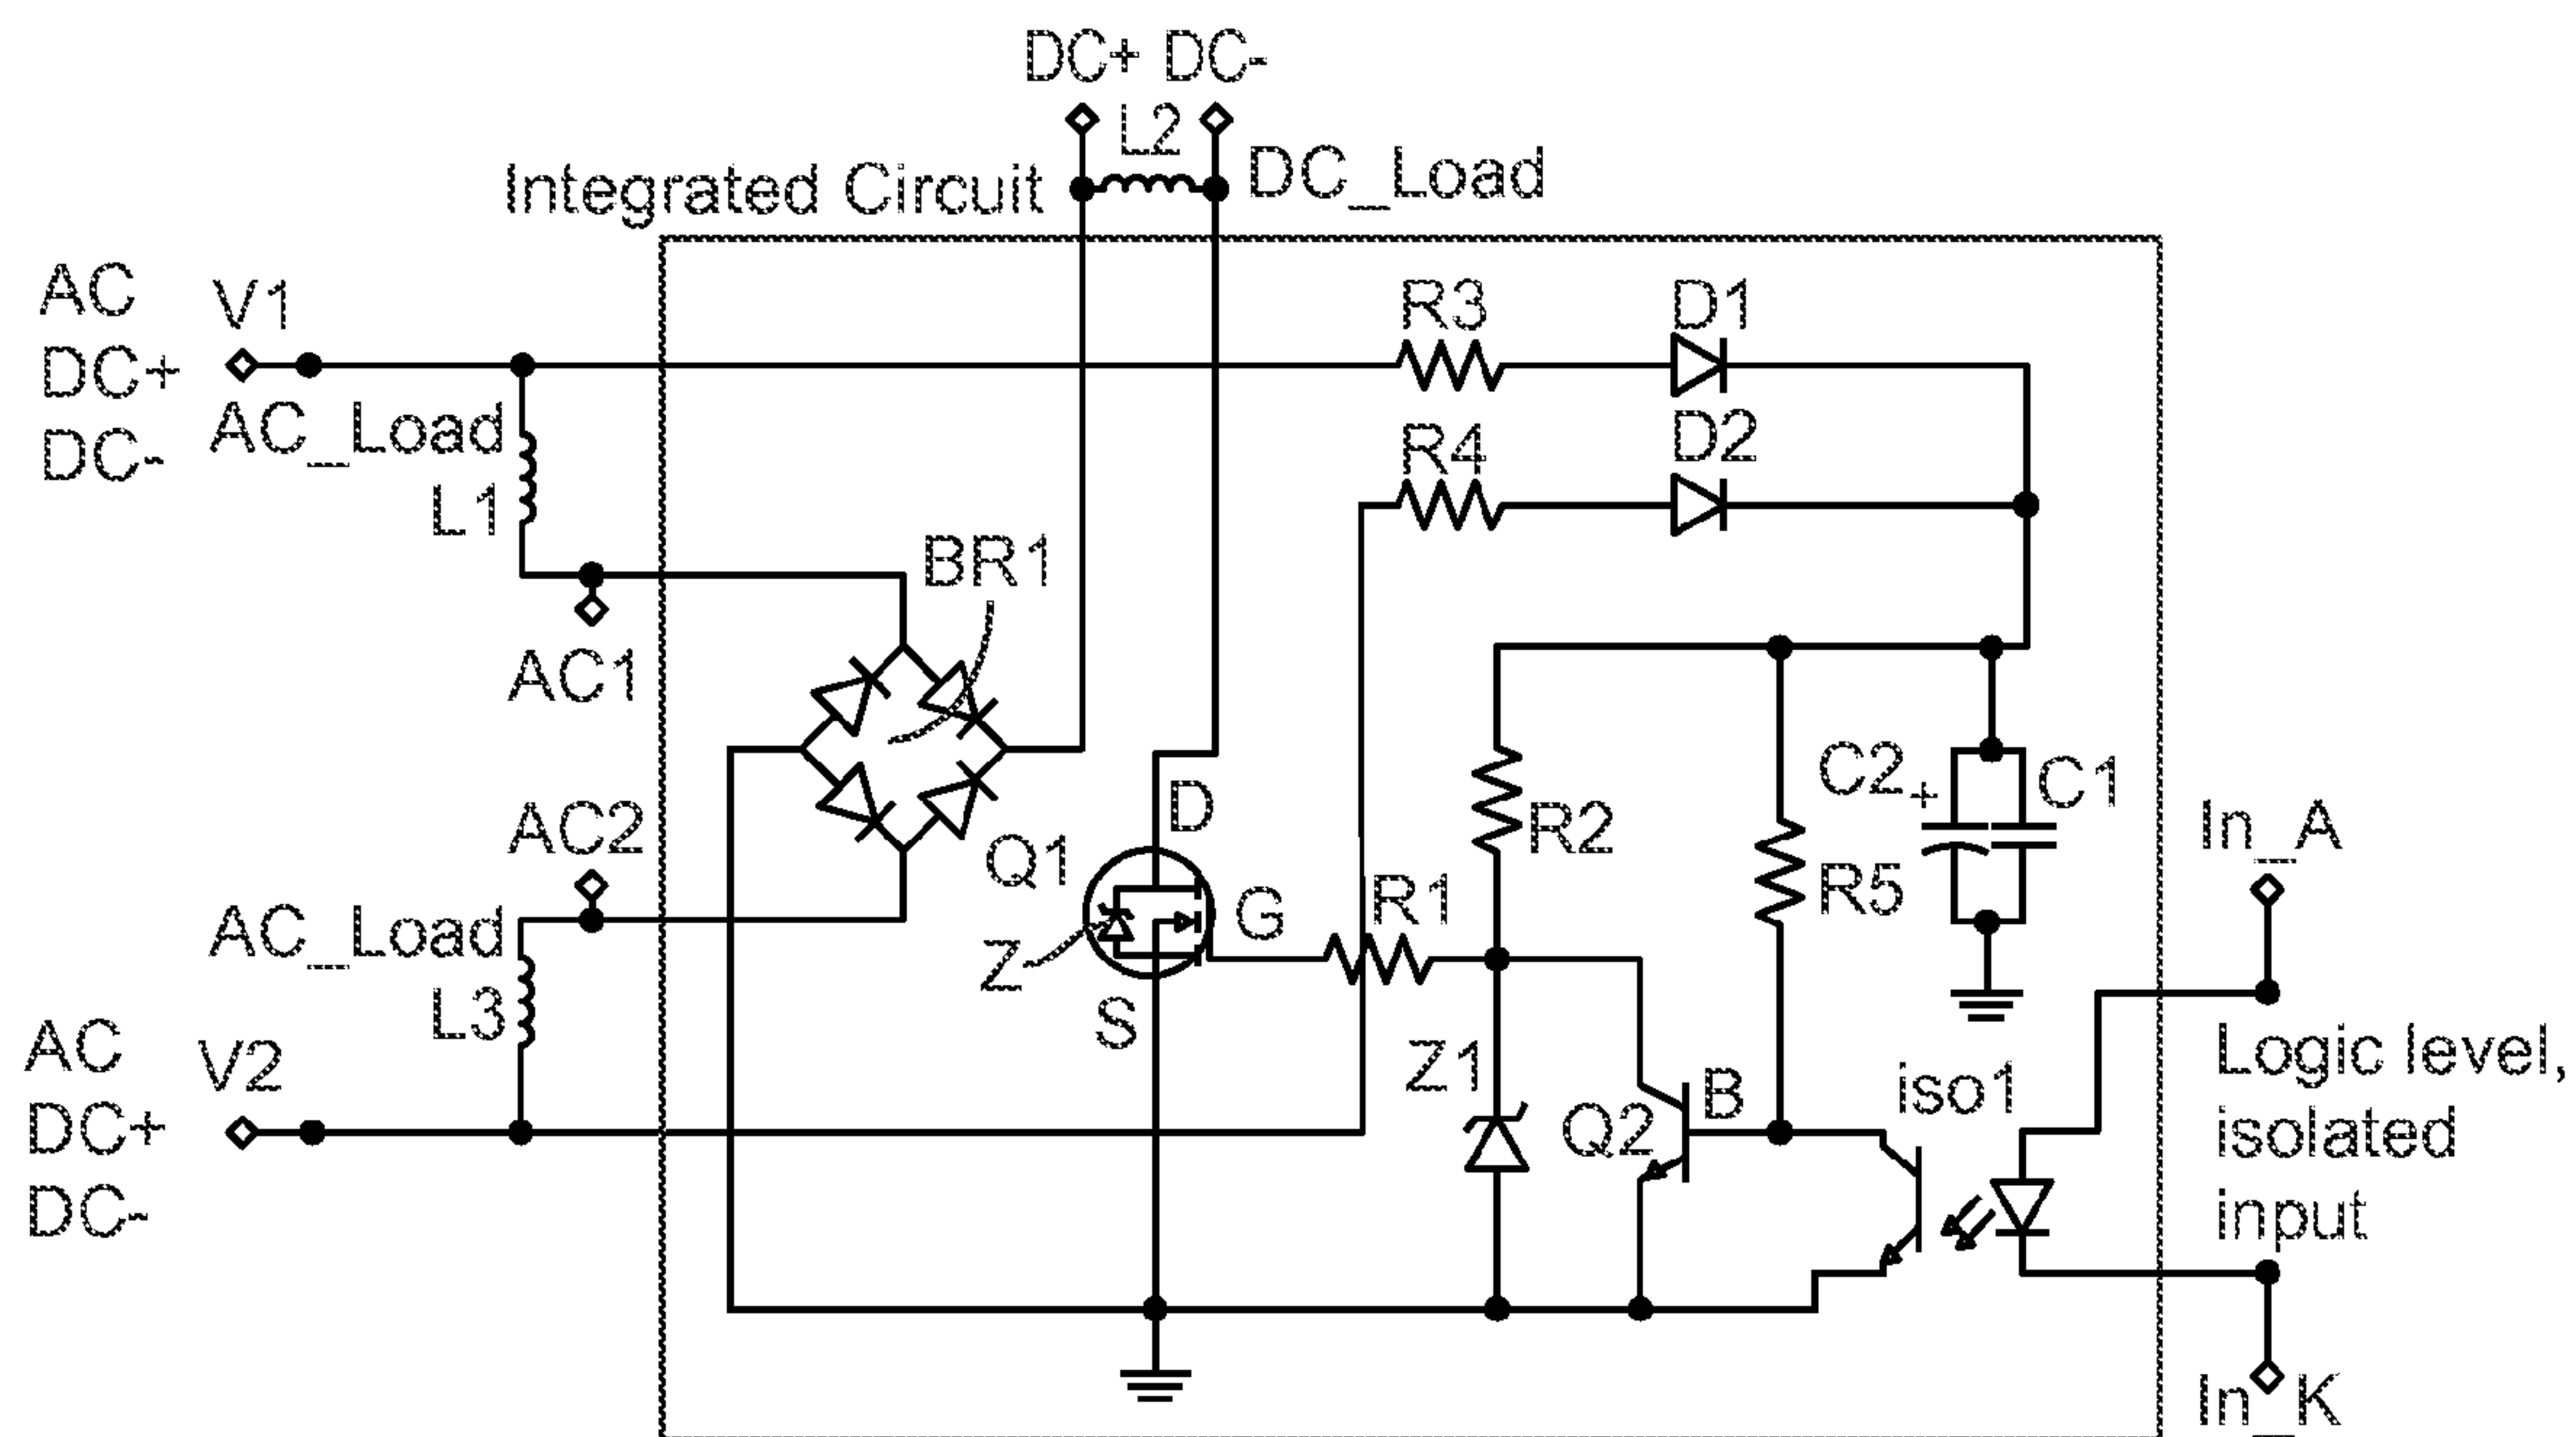 DC+ DC-
L2
Integrated Circuit
DC_Load
AC
DC+
DC-
V1
AC_Load
L1
R3
D1
R4
D2
BR1
AC1
AC2
AC_Load
L3
AC
DC+
DC-
V2
Q1
D
G
S
Z
R1
R2
R5
C2
+
C1
Z1
Q2
B
iso1
In_A
Logic level,
isolated
input
In_K